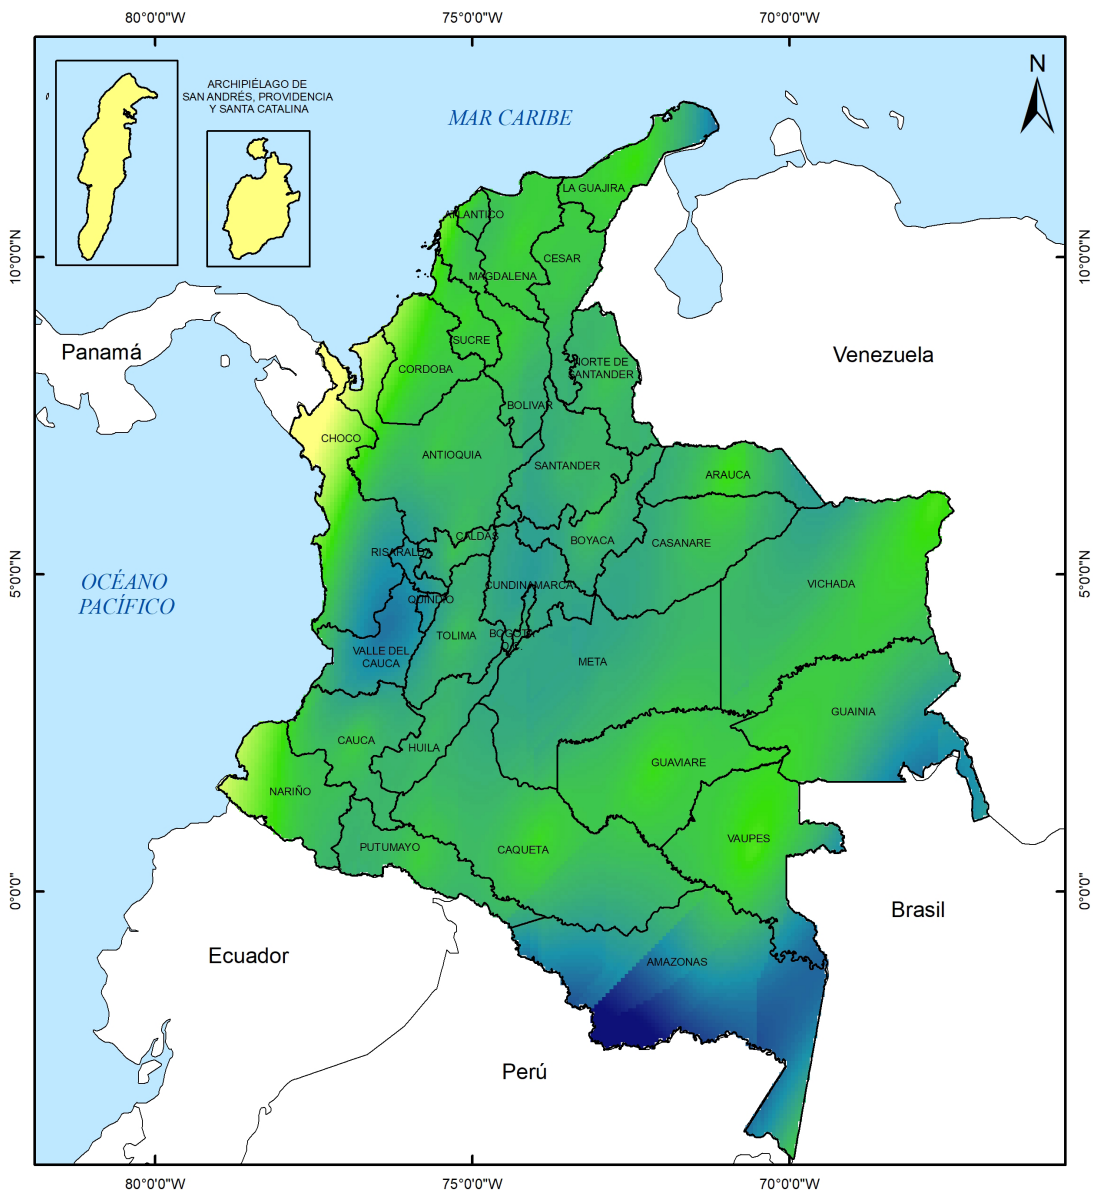 80°0'0"W
75°0'0"W
70°0'0"W
N
ARCHIPIÉLAGO DE
SAN ANDRÉS, PROVIDENCIA
Y SANTA CATALINA
MAR CARIBE
LA GUAJIRA
ATLANTICO
10°0'0"N
10°0'0"N
CESAR
MAGDALENA
Panamá
SUCRE
Venezuela
CORDOBA
NORTE DE
SANTANDER
BOLIVAR
CHOCO
ANTIOQUIA
SANTANDER
ARAUCA
CALDAS
BOYACA
CASANARE
RISARALDA
5°0'0"N
5°0'0"N
OCÉANO
PACÍFICO
CUNDINAMARCA
VICHADA
QUINDIO
TOLIMA
BOGOTA
D.C.
VALLE DEL
CAUCA
META
GUAINIA
CAUCA
HUILA
GUAVIARE
NARIÑO
VAUPES
PUTUMAYO
CAQUETA
0°0'0"
0°0'0"
Brasil
Ecuador
AMAZONAS
Perú
80°0'0"W
75°0'0"W
70°0'0"W